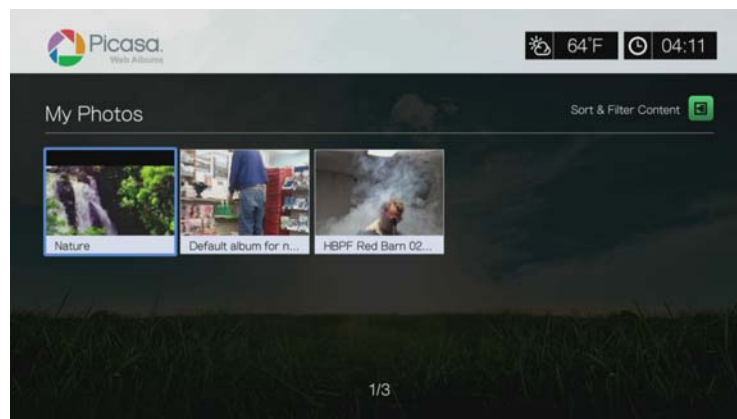 Picasa.
Web Albums
64°F
04:11
My Photos
Sort & Filter Content
Nature
Default album for n...
HBPF Red Barn 02...
1/3